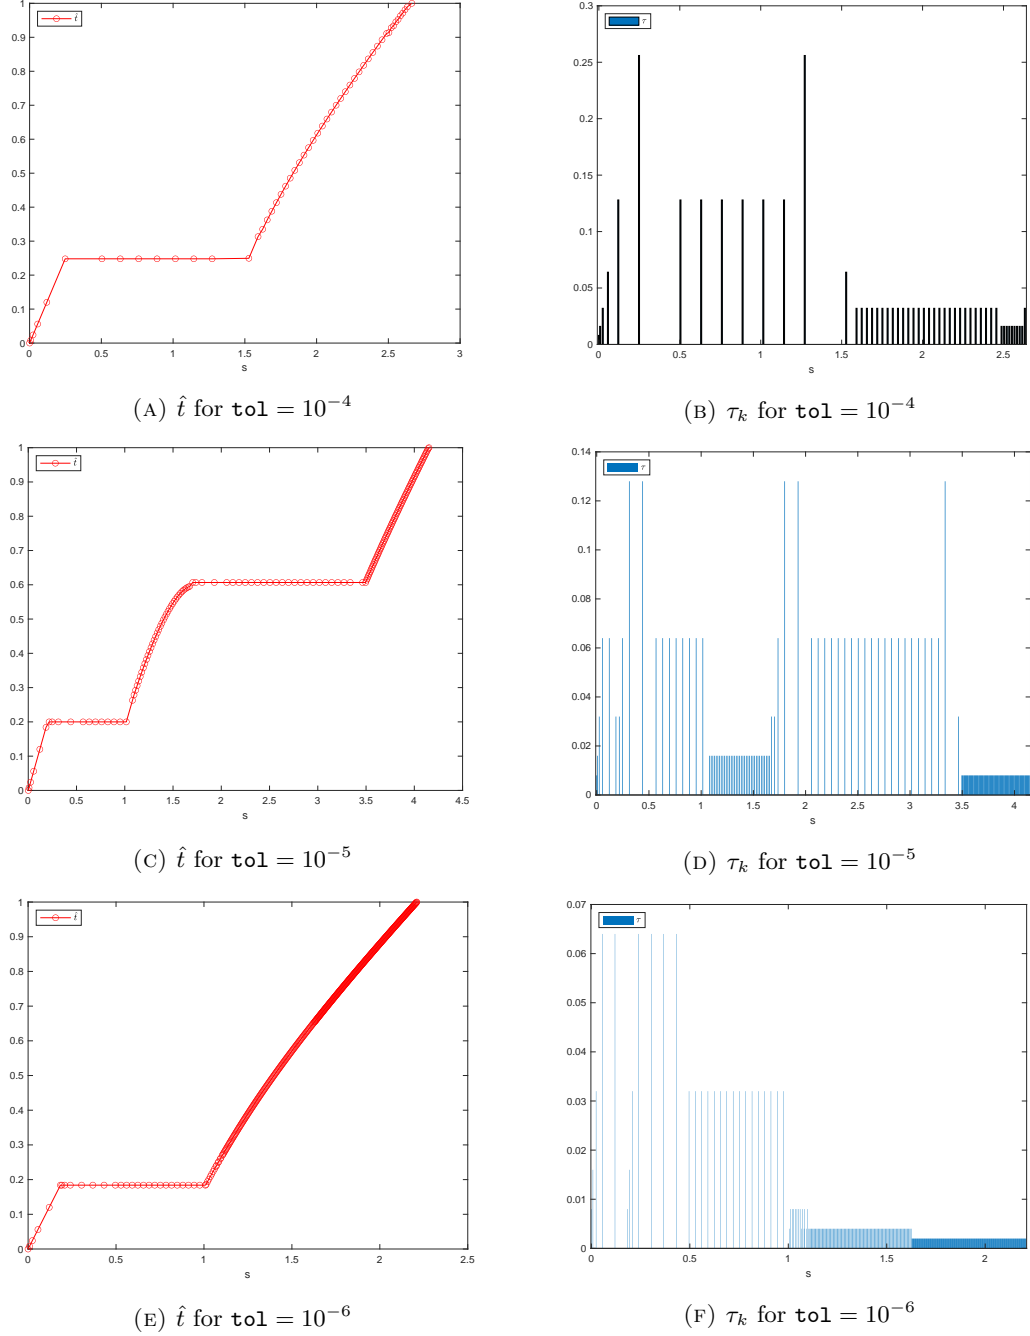 1
0.9
0.8
0.7
0.6
0.5
0.4
0.3
0.2
0.1
0
t̂
0 0.5 1 1.5 2 2.5 3
s
0.3
0.25
0.2
0.15
0.1
0.05
0
τ
0 0.5 1 1.5 2 2.5
s
(A) t̂ for tol = 10⁻⁴
(B) τₖ for tol = 10⁻⁴
1
0.9
0.8
0.7
0.6
0.5
0.4
0.3
0.2
0.1
0
t̂
0 0.5 1 1.5 2 2.5 3 3.5 4 4.5
s
0.14
0.12
0.1
0.08
0.06
0.04
0.02
0
τ
0 0.5 1 1.5 2 2.5 3 3.5 4
s
(C) t̂ for tol = 10⁻⁵
(D) τₖ for tol = 10⁻⁵
1
0.9
0.8
0.7
0.6
0.5
0.4
0.3
0.2
0.1
0
t̂
0 0.5 1 1.5 2 2.5
s
0.07
0.06
0.05
0.04
0.03
0.02
0.01
0
τ
0 0.5 1 1.5 2
s
(E) t̂ for tol = 10⁻⁶
(F) τₖ for tol = 10⁻⁶